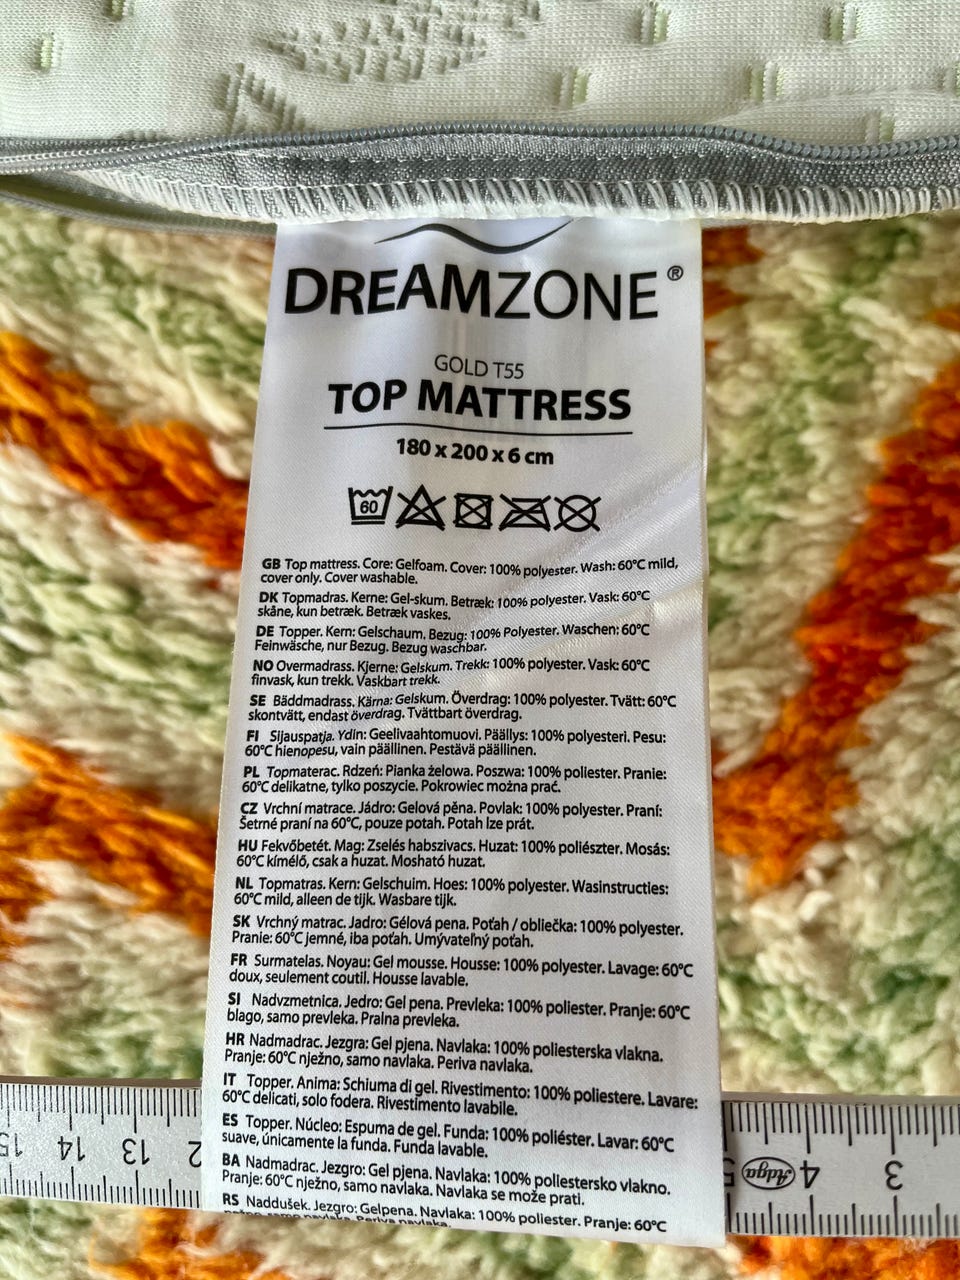 DREAMZONE®
GOLD T55
TOP MATTRESS
180 x 200 x 6 cm
60
GB Top mattress. Core: Gelfoam. Cover: 100% polyester. Wash: 60°C mild,
cover only. Cover washable.
DK Topmadras. Kerne: Gel-skum. Betræk: 100% polyester. Vask: 60°C
skåne, kun betræk. Betræk vaskes.
DE Topper. Kern: Gelschaum. Bezug: 100% Polyester. Waschen: 60°C
Feinwäsche, nur Bezug. Bezug waschbar.
NO Overmadrass. Kjerne: Gelskum. Trekk: 100% polyester. Vask: 60°C
finvask, kun trekk. Vaskbart trekk.
SE Bäddmadrass. Kärna: Gelskum. Överdrag: 100% polyester. Tvätt: 60°C
skontvätt, endast överdrag. Tvättbart överdrag.
FI Sijauspatja. Ydin: Geelivaahtomuovi. Päällys: 100% polyesteri. Pesu:
60°C hienopesu, vain päällinen. Pestävä päällinen.
PL Topmaterac. Rdzeń: Pianka żelowa. Poszwa: 100% poliester. Pranie:
60°C delikatne, tylko poszycie. Pokrowiec można prać.
CZ Vrchní matrace. Jádro: Gelová pěna. Povlak: 100% polyester. Praní:
Šetrné praní na 60°C, pouze potah. Potah lze prát.
HU Fekvőbetét. Mag: Zselés habszivacs. Huzat: 100% poliészter. Mosás:
60°C kímélő, csak a huzat. Mosható huzat.
NL Topmatras. Kern: Gelschuim. Hoes: 100% polyester. Wasinstructies:
60°C mild, alleen de tijk. Wasbare tijk.
SK Vrchný matrac. Jadro: Gélová pena. Poťah / obliečka: 100% polyester.
Pranie: 60°C jemné, iba poťah. Umývateľný poťah.
FR Surmatelas. Noyau: Gel mousse. Housse: 100% polyester. Lavage: 60°C
doux, seulement coutil. Housse lavable.
SI Nadvzmetnica. Jedro: Gel pena. Prevleka: 100% poliester. Pranje: 60°C
blago, samo prevleka. Pralna prevleka.
HR Nadmadrac. Jezgra: Gel pjena. Navlaka: 100% poliesterska vlakna.
Pranje: 60°C nježno, samo navlaka. Periva navlaka.
IT Topper. Anima: Schiuma di gel. Rivestimento: 100% poliestere. Lavare:
60°C delicati, solo fodera. Rivestimento lavabile.
ES Topper. Núcleo: Espuma de gel. Funda: 100% poliéster. Lavar: 60°C
suave, únicamente la funda. Funda lavable.
BA Nadmadrac. Jezgro: Gel pjena. Navlaka: 100% poliestersko vlakno.
Pranje: 60°C nježno, samo navlaka. Navlaka se može prati.
RS Naddušek. Jezgro: Gelpena. Navlaka: 100% poliester. Pranje: 60°C
nežno, samo navlaka. Periva navlaka.
15 14 13 2 5 Adga 4 3